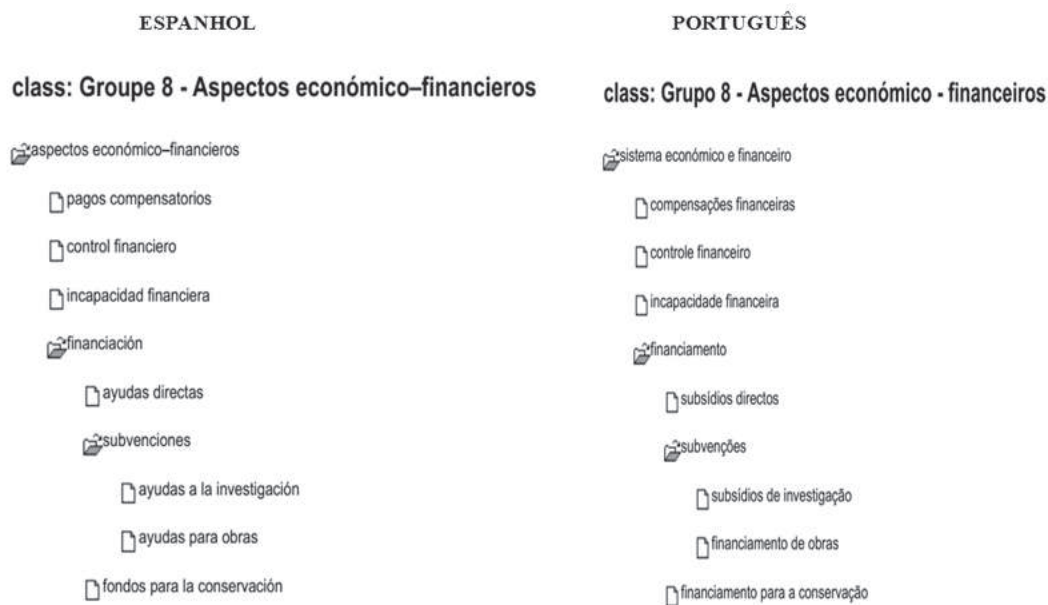 ESPANHOL
class: Groupe 8 - Aspectos económico–financieros
aspectos económico–financieros
pagos compensatorios
control financiero
incapacidad financiera
financiación
ayudas directas
subvenciones
ayudas a la investigación
ayudas para obras
fondos para la conservación
PORTUGUÊS
class: Grupo 8 - Aspectos económico - financeiros
sistema económico e financeiro
compensações financeiras
controle financeiro
incapacidade financeira
financiamento
subsídios directos
subvenções
subsídios de investigação
financiamento de obras
financiamento para a conservação